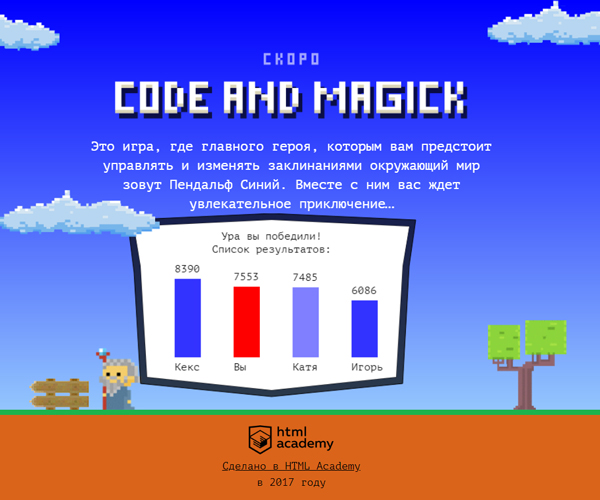 СКОРО
CODE AND MAGICK
Это игра, где главного героя, которым вам предстоит
управлять и изменять заклинаниями окружающий мир
зовут Пендальф Синий. Вместе с ним вас ждет
увлекательное приключение…
Ура вы победили!
Список результатов:
8390 7553 7485 6086
Кекс Вы Катя Игорь
html
academy
Сделано в HTML Academy
в 2017 году